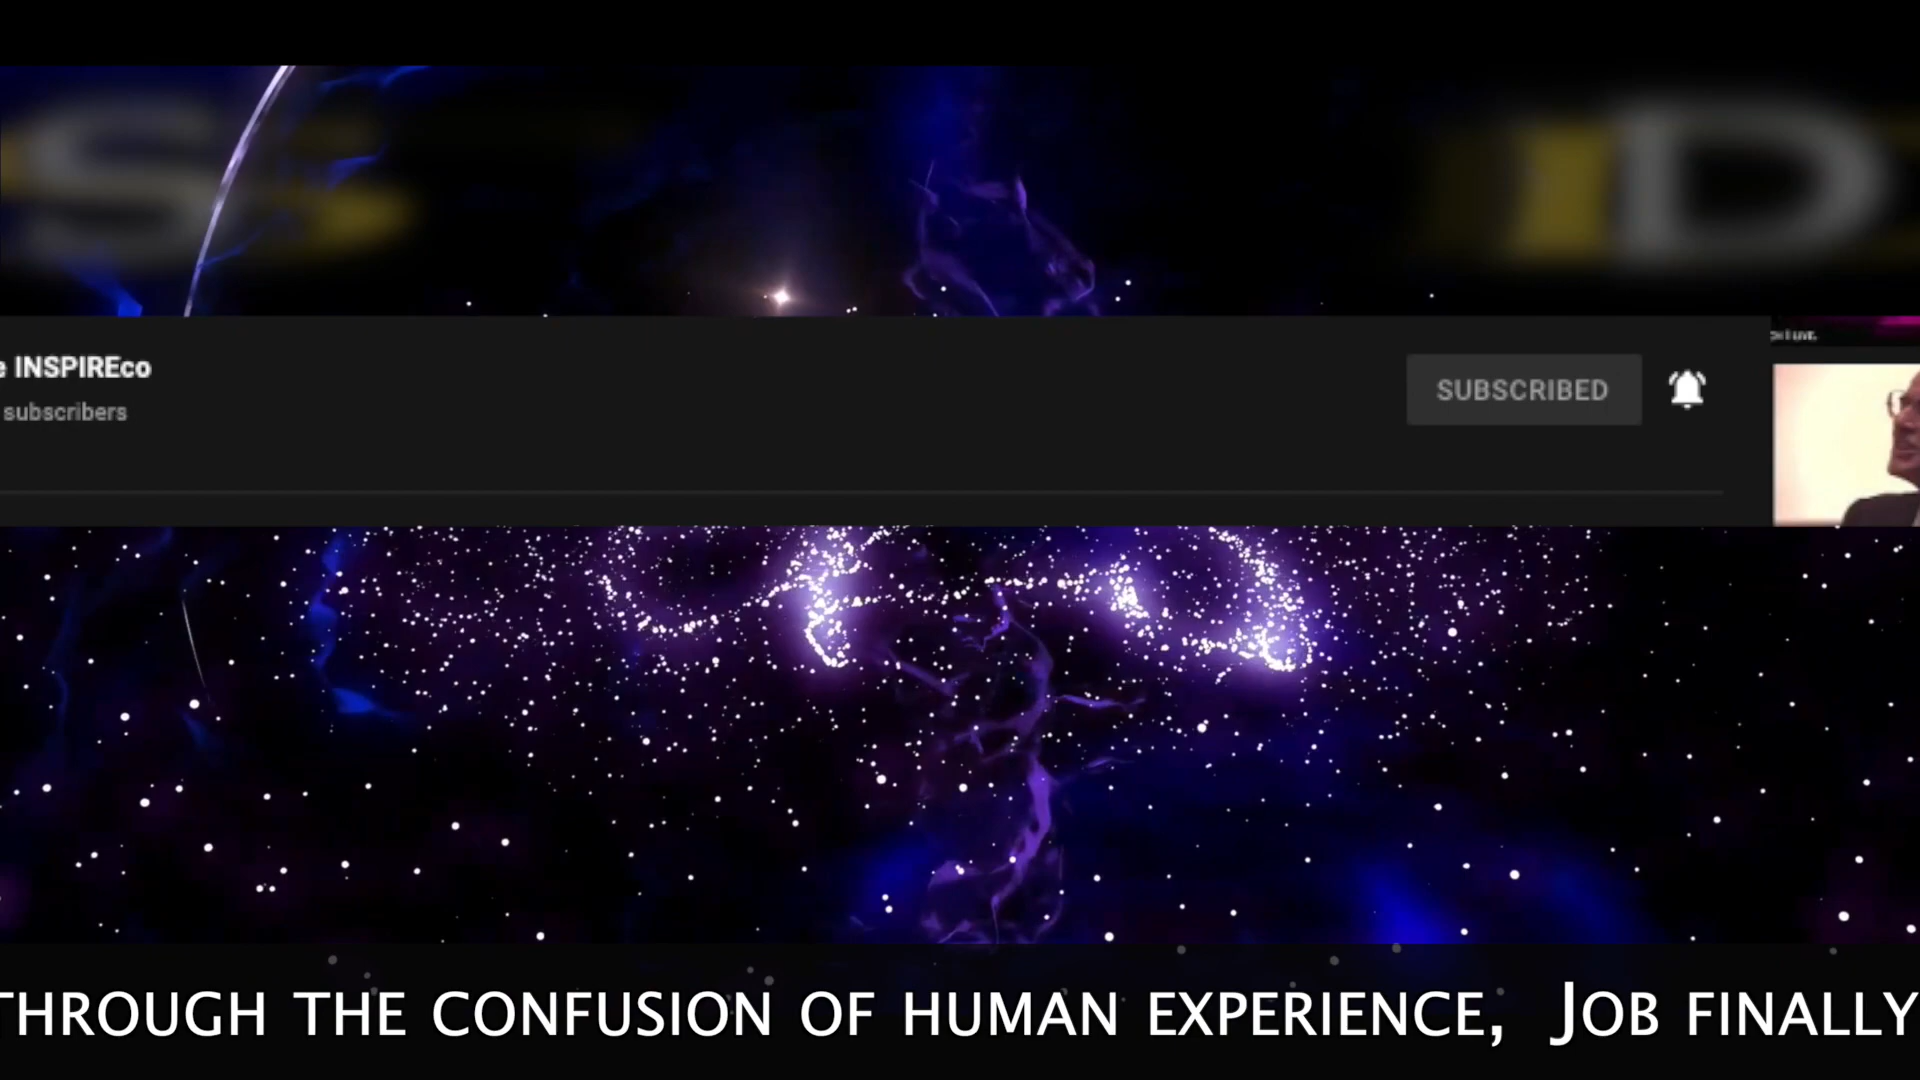 S
D
e INSPIREco
subscribers
SUBSCRIBED
THROUGH THE CONFUSION OF HUMAN EXPERIENCE, JOB FINALLY